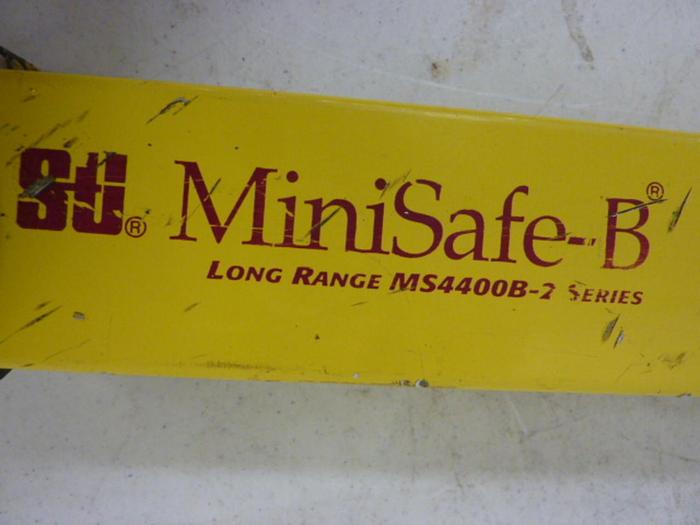 Sti® MiniSafe-B®
LONG RANGE MS4400B-2 SERIES